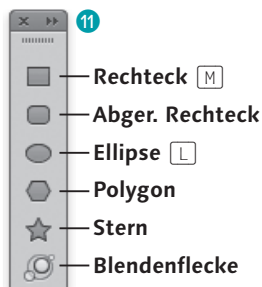 11
Rechteck M
Abger. Rechteck
Ellipse L
Polygon
Stern
Blendenflecke